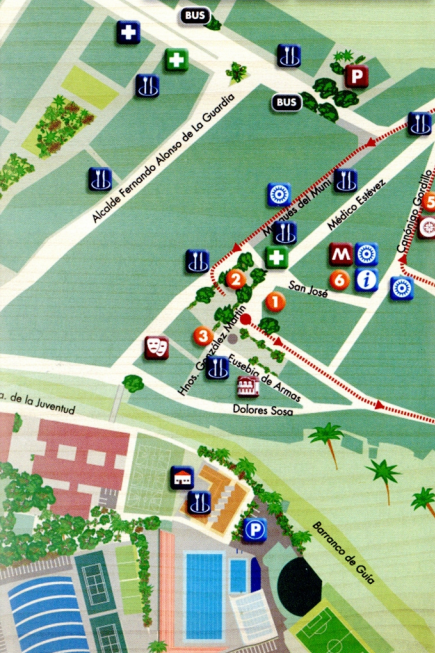 BUS
P
BUS
Alcalde Fernando Alonso de La Guardia
Marqués del Muni
Médico Estévez
Canónigo Gordillo
5
M
6
i
San José
2
1
3
Hnos. González Martín
Eusebia de Armas
Dolores Sosa
a. de la Juventud
P
Barranco de Guía